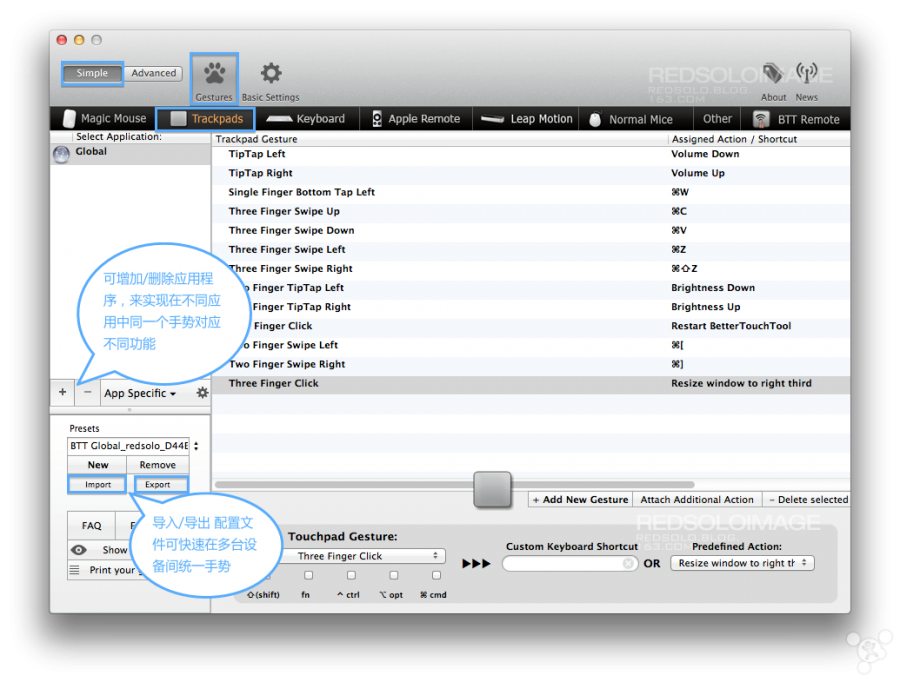 Simple
Advanced
Gestures
Basic Settings
REDSOLOIMAGE
REDSOLO.BLOG.
163.COM
About
News
Magic Mouse
Trackpads
Keyboard
Apple Remote
Leap Motion
Normal Mice
Other
BTT Remote
Select Application:
Global
Trackpad Gesture
Assigned Action / Shortcut
TipTap Left
Volume Down
TipTap Right
Volume Up
Single Finger Bottom Tap Left
⌘W
Three Finger Swipe Up
⌘C
Three Finger Swipe Down
⌘V
Three Finger Swipe Left
⌘Z
Three Finger Swipe Right
⌘⇧Z
Finger TipTap Left
Brightness Down
Finger TipTap Right
Brightness Up
Finger Click
Restart BetterTouchTool
Finger Swipe Left
⌘[
Two Finger Swipe Right
⌘]
Three Finger Click
Resize window to right third
可增加/删除应用程
序，来实现在不同应
用中同一个手势对应
不同功能
+
−
App Specific
Presets
BTT Global_redsolo_D44E
New
Remove
Import
Export
导入/导出 配置文
件可快速在多台设
备间统一手势
FAQ
Show
Print your
+ Add New Gesture
Attach Additional Action
- Delete selected
REDSOLOIMAGE
REDSOLO.BLOG.
163.COM
Touchpad Gesture:
Three Finger Click
⇧(shift)
fn
^ ctrl
⌥ opt
⌘ cmd
Custom Keyboard Shortcut
OR
Predefined Action:
Resize window to right th